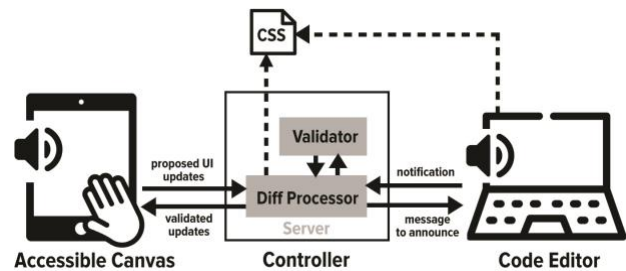 CSS
Validator
proposed UI
updates
notification
Diff Processor
validated
updates
message
to announce
Server
Accessible Canvas
Controller
Code Editor